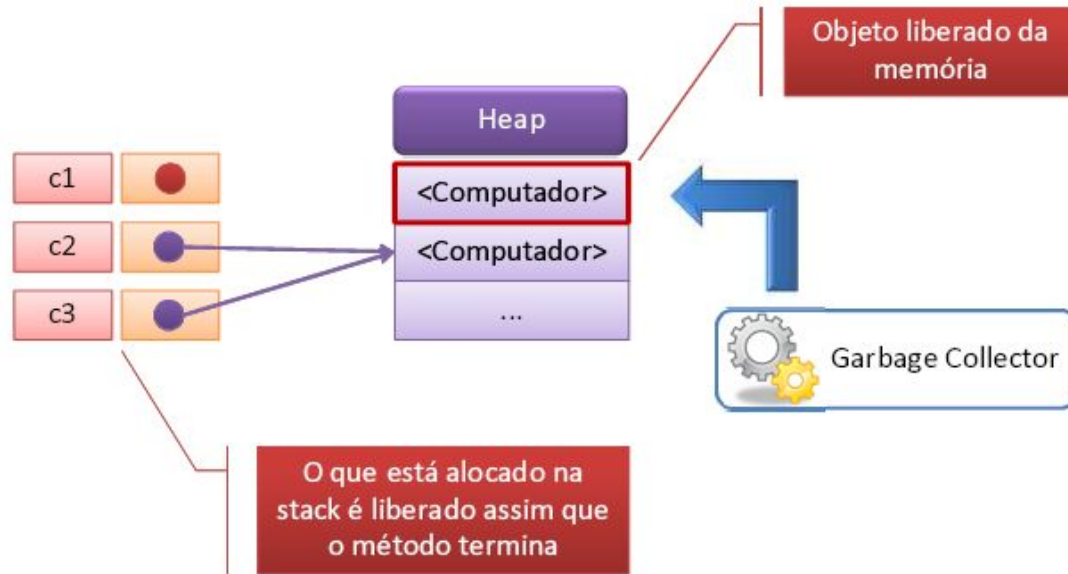 Objeto liberado da
memória
Heap
c1
<Computador>
c2
<Computador>
c3
...
Garbage Collector
O que está alocado na
stack é liberado assim que
o método termina